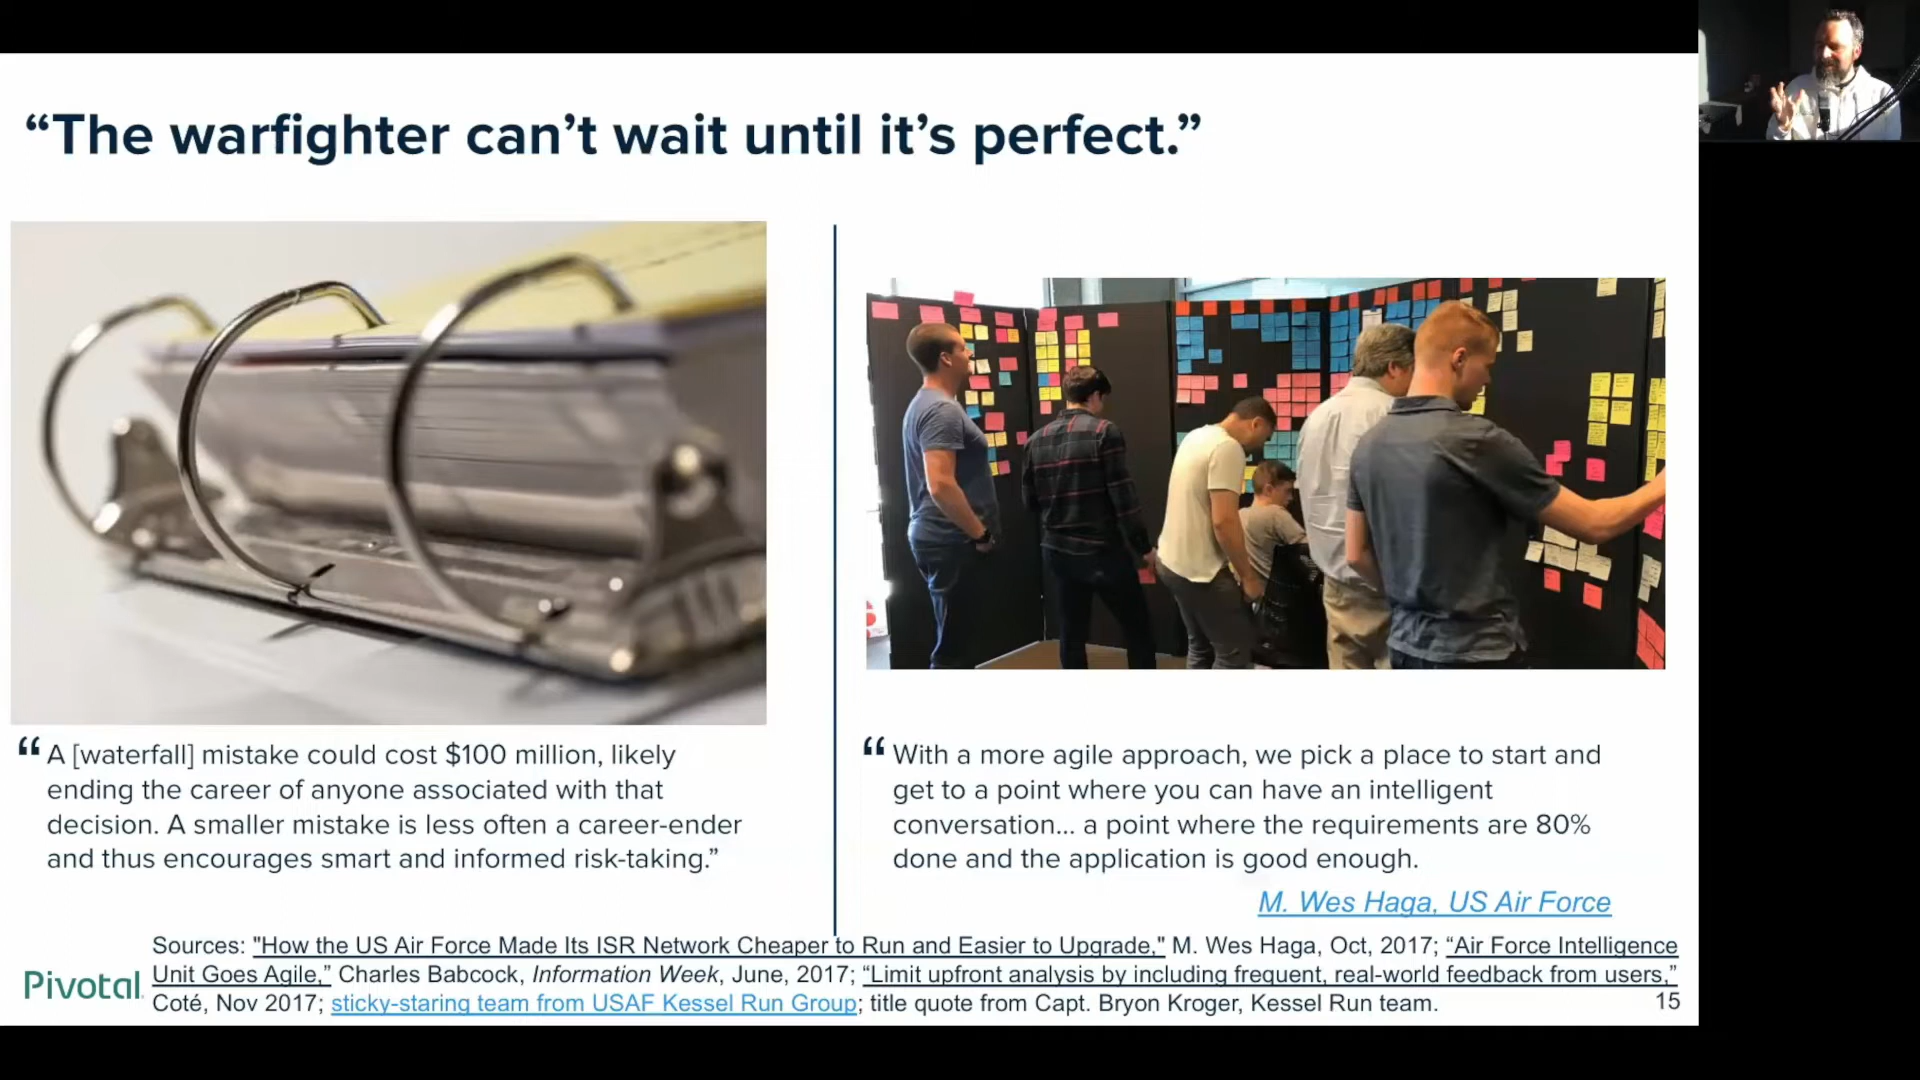 “The warfighter can’t wait until it’s perfect.”
“ A [waterfall] mistake could cost $100 million, likely
ending the career of anyone associated with that
decision. A smaller mistake is less often a career-ender
and thus encourages smart and informed risk-taking.”
“ With a more agile approach, we pick a place to start and
get to a point where you can have an intelligent
conversation... a point where the requirements are 80%
done and the application is good enough.
M. Wes Haga, US Air Force
Sources: "How the US Air Force Made Its ISR Network Cheaper to Run and Easier to Upgrade," M. Wes Haga, Oct, 2017; “Air Force Intelligence
Unit Goes Agile,” Charles Babcock, Information Week, June, 2017; “Limit upfront analysis by including frequent, real-world feedback from users,”
Coté, Nov 2017; sticky-staring team from USAF Kessel Run Group; title quote from Capt. Bryon Kroger, Kessel Run team.
Pivotal
15